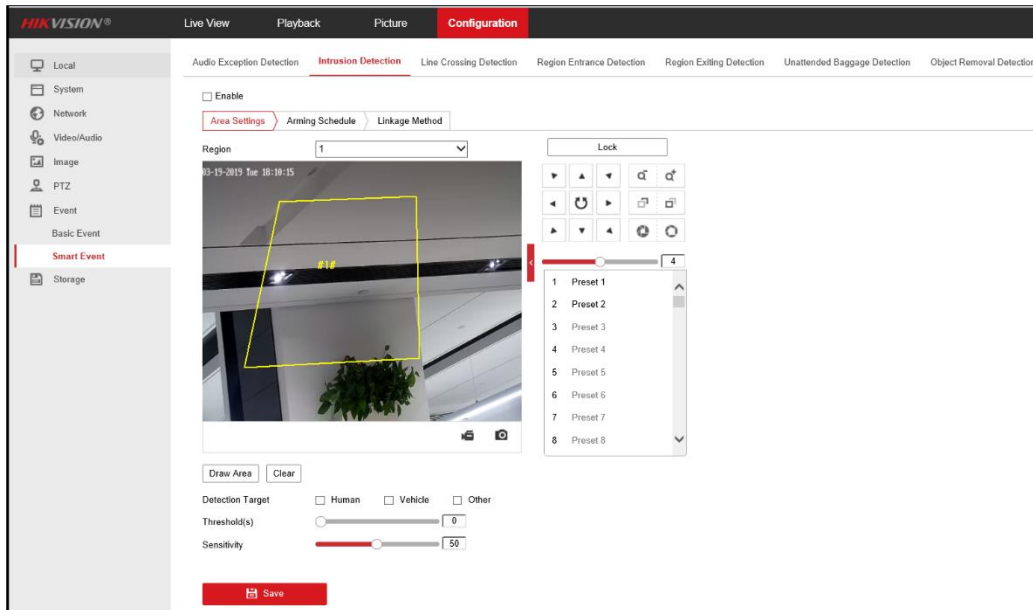 HIKVISION®
Live View Playback Picture Configuration
Local
System
Network
Video/Audio
Image
PTZ
Event
Basic Event
Smart Event
Storage
Audio Exception Detection Intrusion Detection Line Crossing Detection Region Entrance Detection Region Exiting Detection Unattended Baggage Detection Object Removal Detection
Enable
Area Settings Arming Schedule Linkage Method
Region 1
03-19-2019 Tue 18:10:15
#1#
Lock
4
1 Preset 1
2 Preset 2
3 Preset 3
4 Preset 4
5 Preset 5
6 Preset 6
7 Preset 7
8 Preset 8
Draw Area Clear
Detection Target Human Vehicle Other
Threshold(s) 0
Sensitivity 50
Save